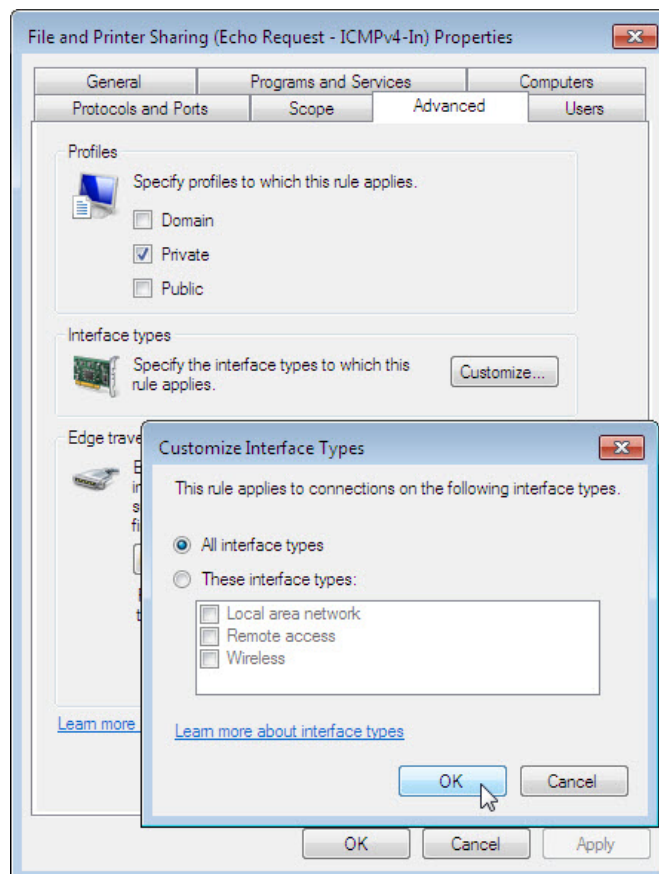 File and Printer Sharing (Echo Request - ICMPv4-In) Properties
General
Programs and Services
Computers
Protocols and Ports
Scope
Advanced
Users
Profiles
Specify profiles to which this rule applies.
Domain
Private
Public
Interface types
Specify the interface types to which this
rule applies.
Customize...
Edge trave
Customize Interface Types
This rule applies to connections on the following interface types.
All interface types
These interface types:
Local area network
Remote access
Wireless
Learn more
Learn more about interface types
OK
Cancel
OK
Cancel
Apply